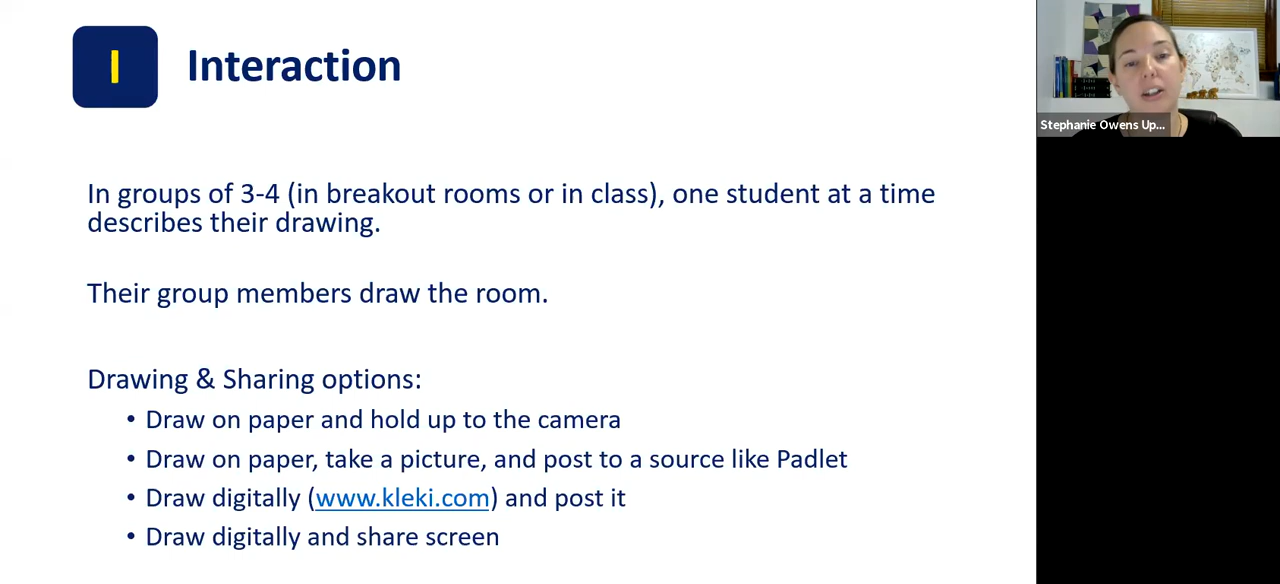 I
Interaction
In groups of 3-4 (in breakout rooms or in class), one student at a time
describes their drawing.
Their group members draw the room.
Drawing & Sharing options:
• Draw on paper and hold up to the camera
• Draw on paper, take a picture, and post to a source like Padlet
• Draw digitally (www.kleki.com) and post it
• Draw digitally and share screen
Stephanie Owens Up...